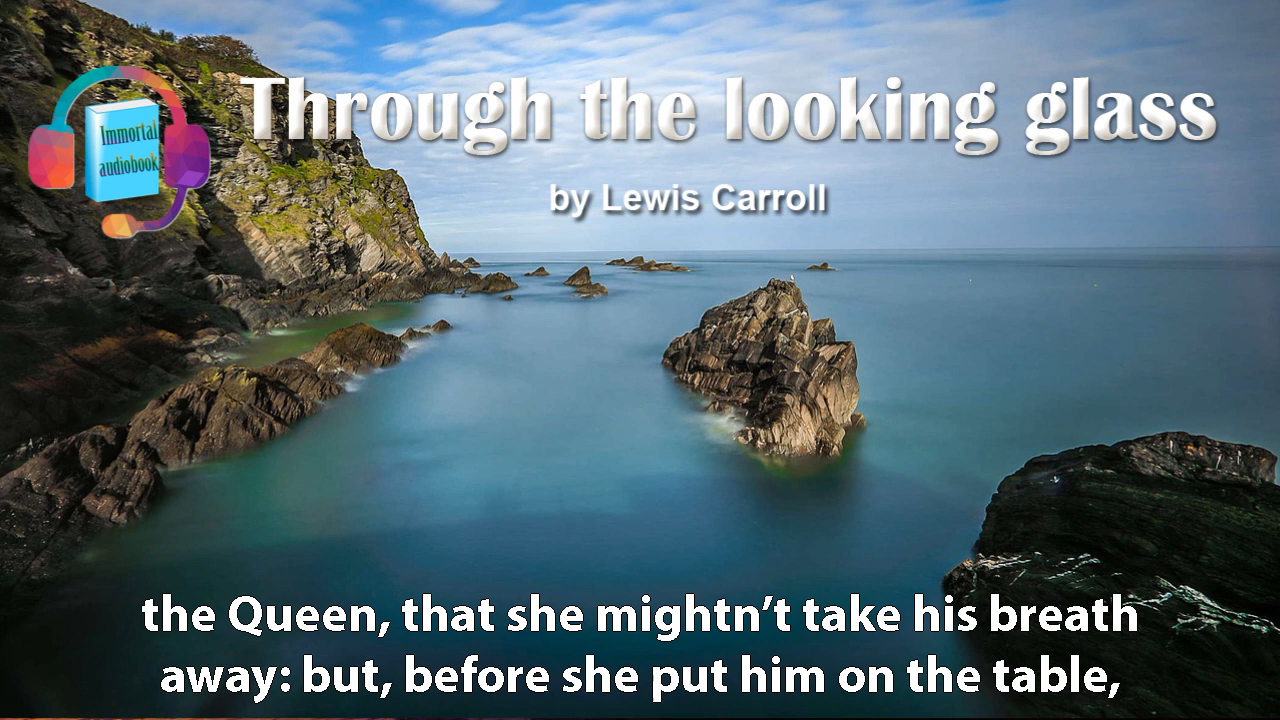 Through the looking glass
by Lewis Carroll
Immortal
audiobook
the Queen, that she mightn’t take his breath
away: but, before she put him on the table,